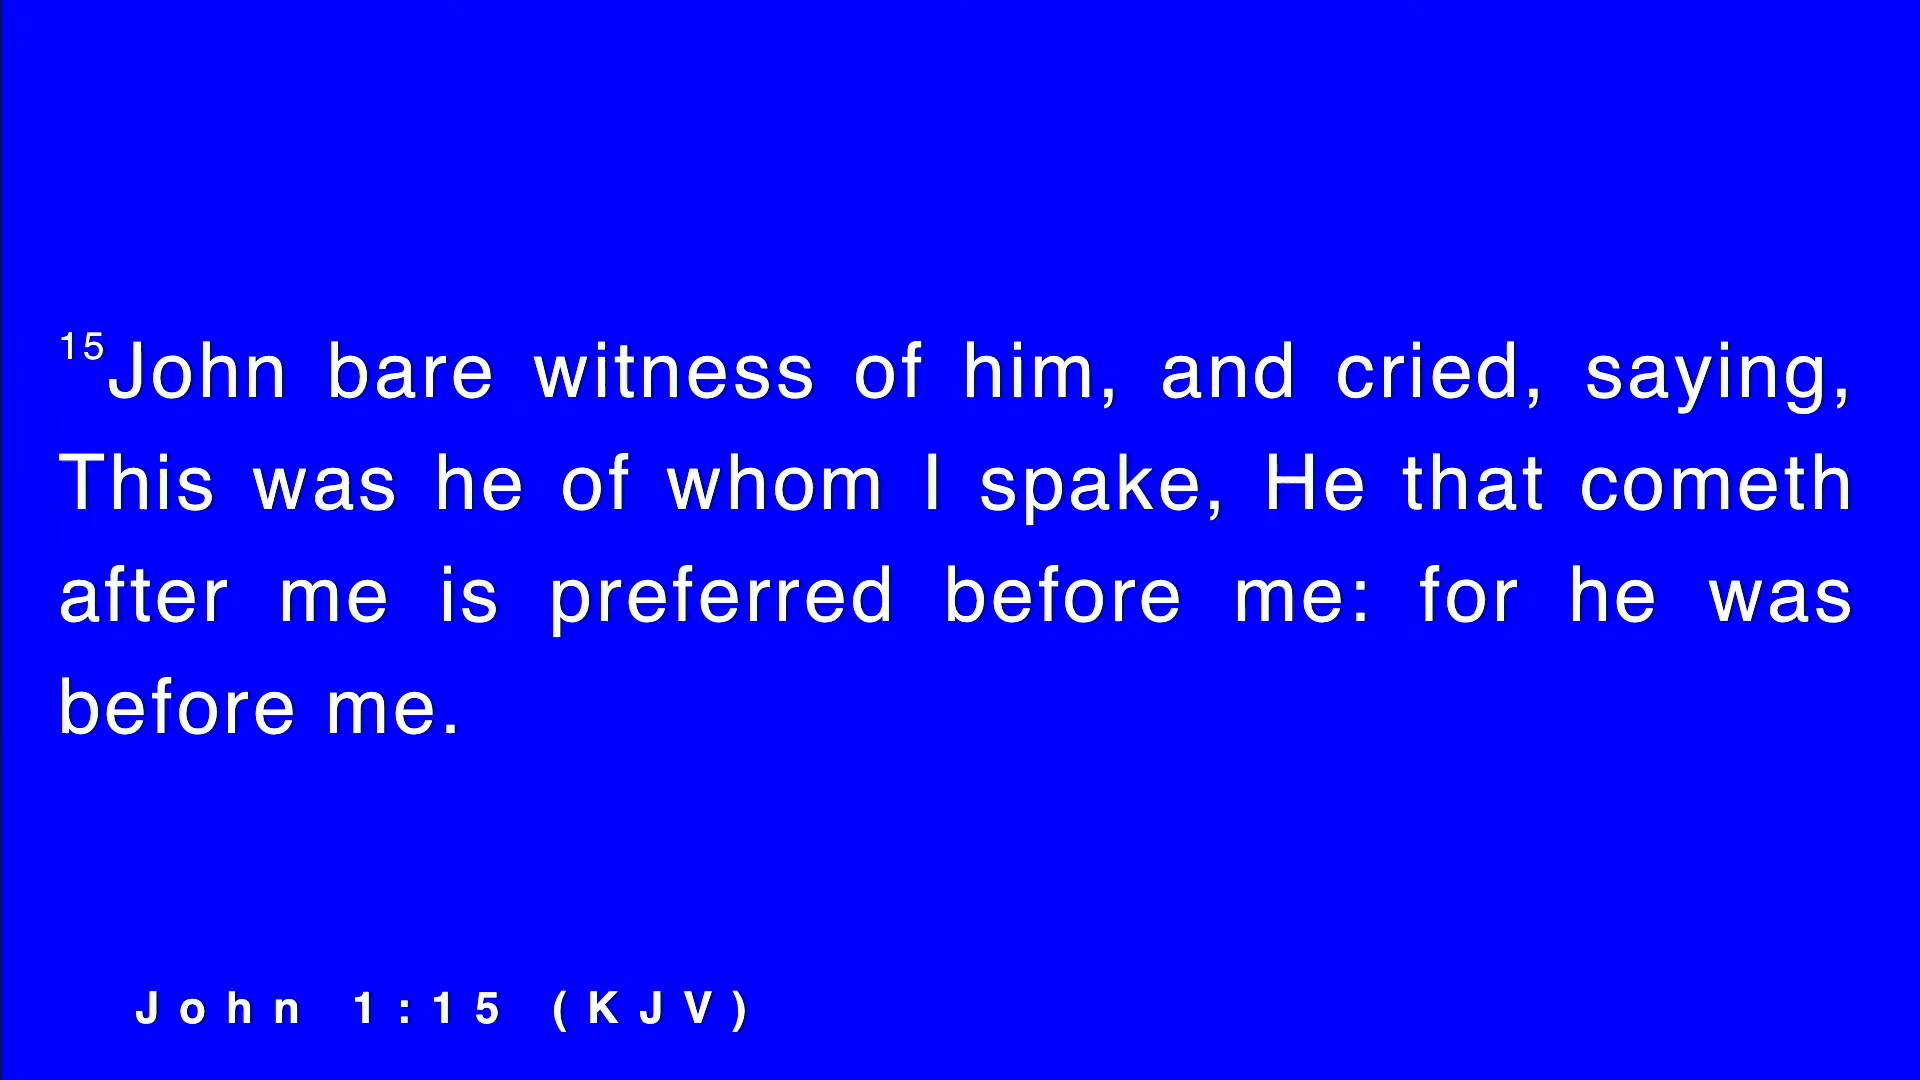 15John bare witness of him, and cried, saying,
This was he of whom I spake, He that cometh
after me is preferred before me: for he was
before me.
John 1:15 (KJV)